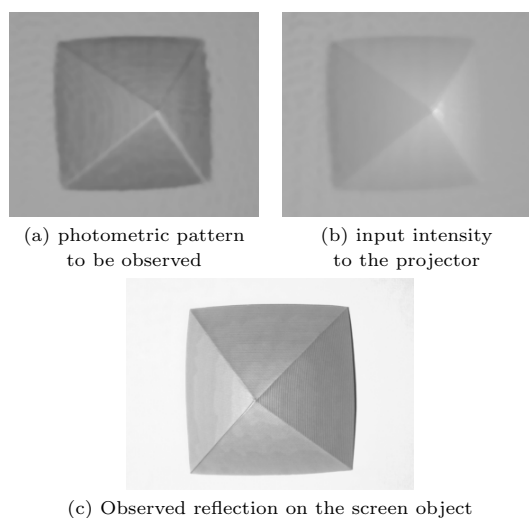 (a) photometric pattern
to be observed
(b) input intensity
to the projector
(c) Observed reflection on the screen object